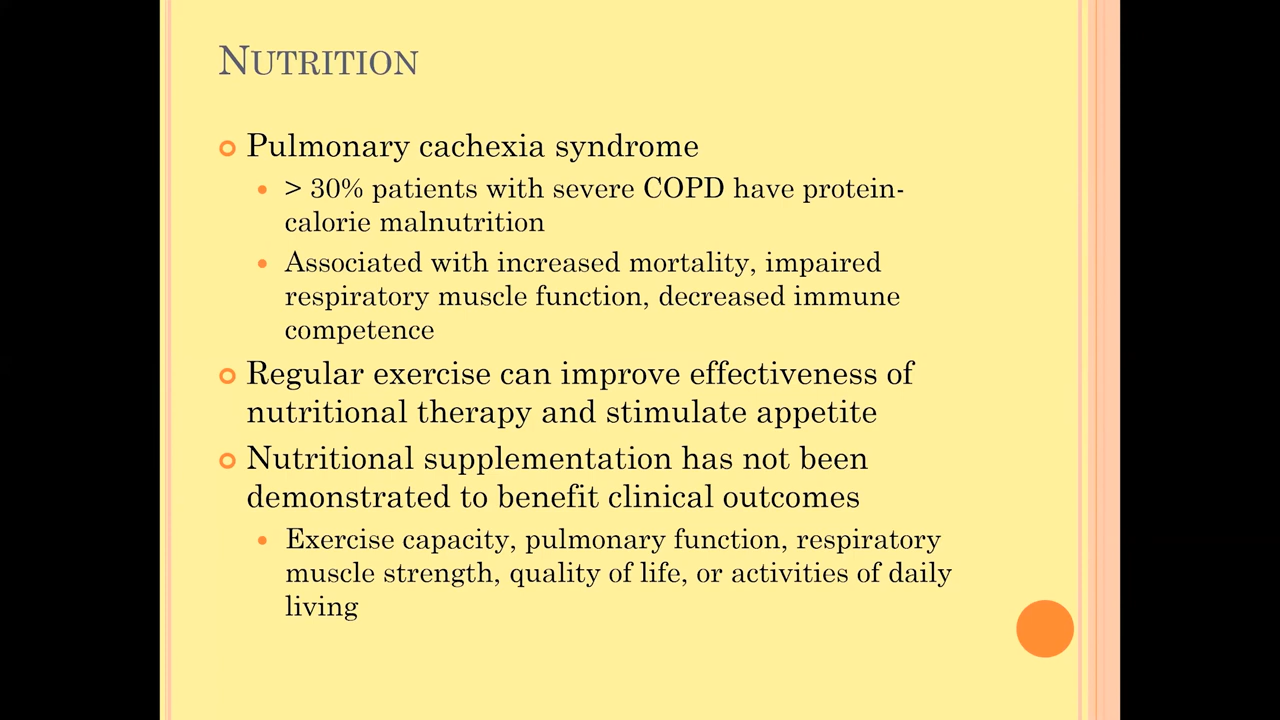 NUTRITION
Pulmonary cachexia syndrome
> 30% patients with severe COPD have protein-
calorie malnutrition
Associated with increased mortality, impaired
respiratory muscle function, decreased immune
competence
Regular exercise can improve effectiveness of
nutritional therapy and stimulate appetite
Nutritional supplementation has not been
demonstrated to benefit clinical outcomes
Exercise capacity, pulmonary function, respiratory
muscle strength, quality of life, or activities of daily
living